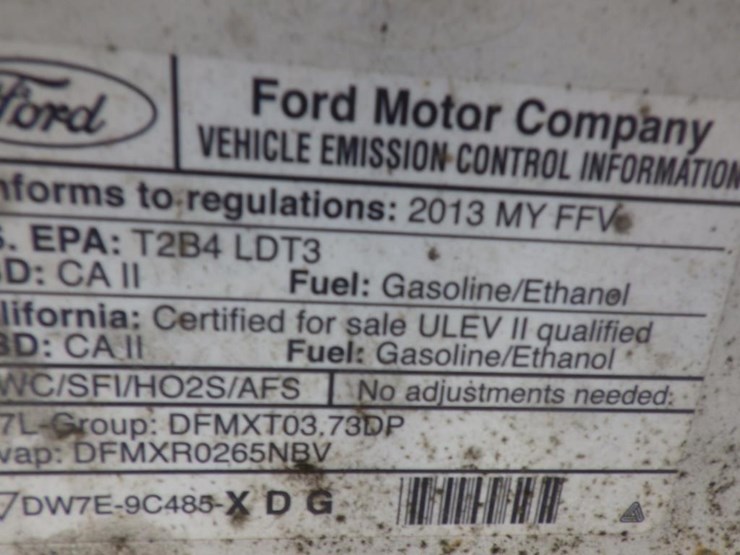 Ford
Ford Motor Company
VEHICLE EMISSION CONTROL INFORMATION
nforms to regulations: 2013 MY FFV
S. EPA: T2B4 LDT3
BD: CA II Fuel: Gasoline/Ethanol
lifornia: Certified for sale ULEV II qualified
BD: CA II Fuel: Gasoline/Ethanol
WC/SFI/HO2S/AFS No adjustments needed.
7L-Group: DFMXT03.73DP
vap: DFMXR0265NBV
DW7E-9C485-X D G